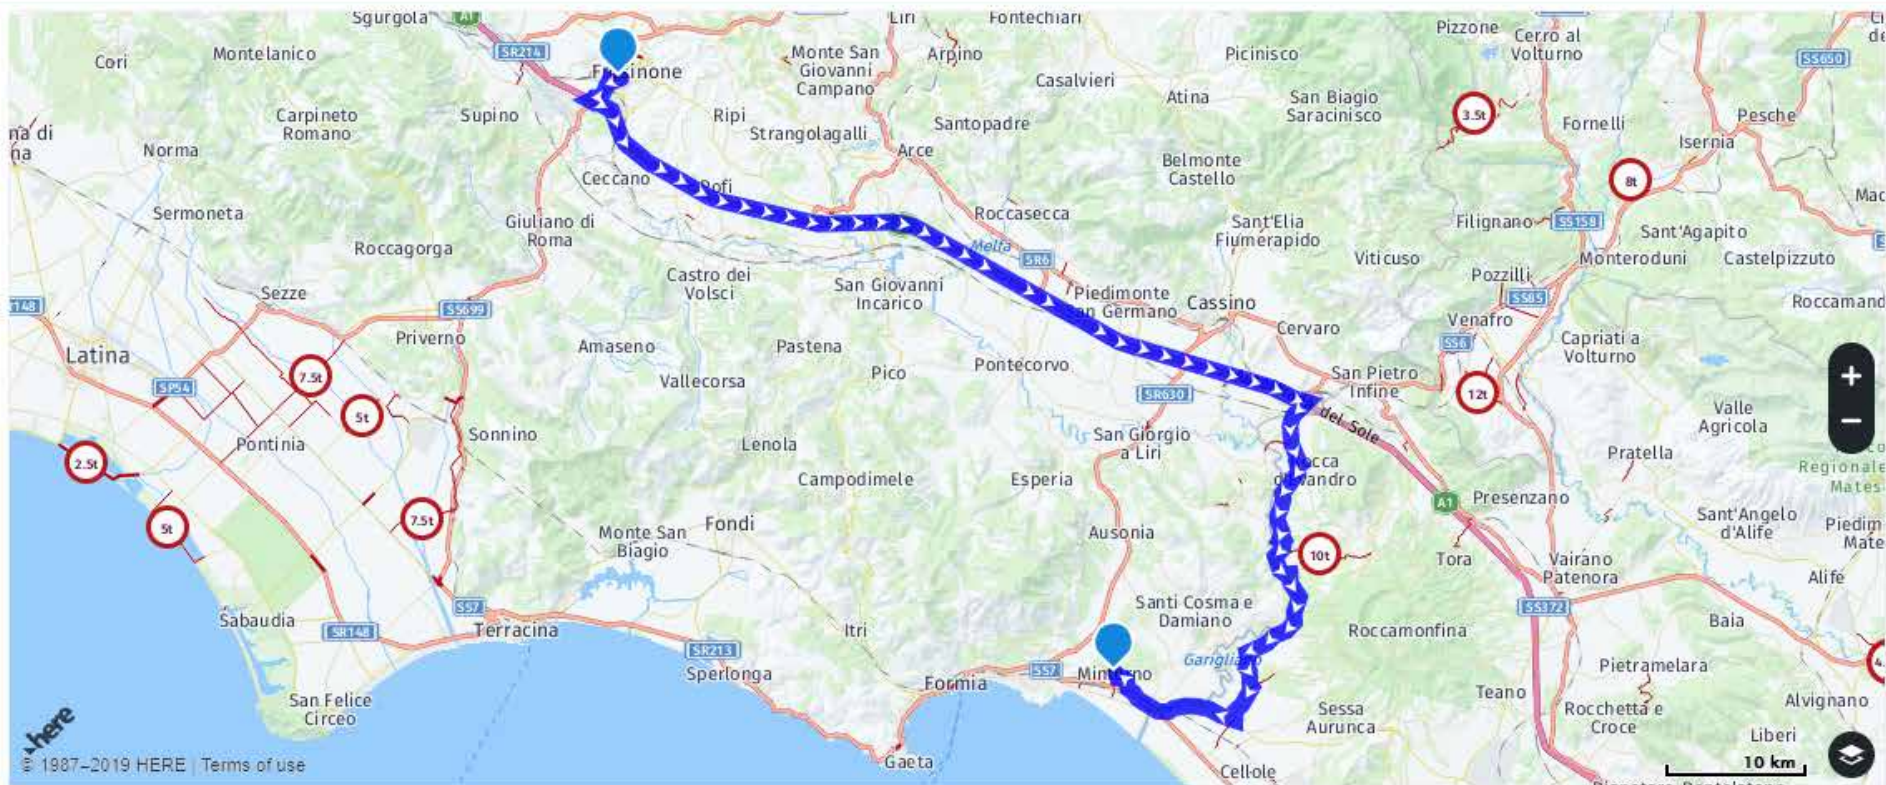 Sgurgola
A1
Liri
Fontechiari
Pizzone
Cerro al
Volturno
SR214
Cori
Montelanico
Monte San
Giovanni
Campano
Arpino
Picinisco
SS650
Casalvieri
Atina
San Biagio
Saracinisco
3.5t
Fornelli
Pesche
Carpineto
Romano
Supino
Ripi
Strangolagalli
Santopadre
Isernia
Norma
Arce
Belmonte
Castello
8t
Ceccano
Sermoneta
Giuliano di
Roma
Roccasecca
Sant'Elia
Fiumerapido
Filignano
SS158
Sant'Agapito
Roccagorga
Melfa
SR6
Viticuso
Monteroduni
Castelpizzuto
Castro dei
Volsci
San Giovanni
Incarico
Pozzilli
SS85
Sezze
Piedimonte
San Germano
Cassino
SS699
Cervaro
Venafro
Priverno
Latina
Amaseno
Pastena
Pontecorvo
SS6
Capriati a
Volturno
7.5t
SP54
Vallecorsa
Pico
SR630
San Pietro
Infine
12t
5t
del Sole
Valle
Agricola
Pontinia
Sonnino
Lenola
San Giorgio
a Liri
Pratella
2.5t
Campodimele
Esperia
Regionale
A1
Presenzano
5t
7.5t
Monte San
Biagio
Fondi
Ausonia
Sant'Angelo
d'Alife
10t
Tora
Vairano
Patenora
Alife
Sabaudia
SS7
SR148
Terracina
Itri
Santi Cosma e
Damiano
SS372
Baia
Roccamonfina
SR213
Sperlonga
SS7
Pietramelara
San Felice
Circeo
Formia
Teano
Alvignano
Sessa
Aurunca
Rocchetta e
Croce
Liberi
here
© 1987–2019 HERE | Terms of use
Gaeta
Cellole
10 km